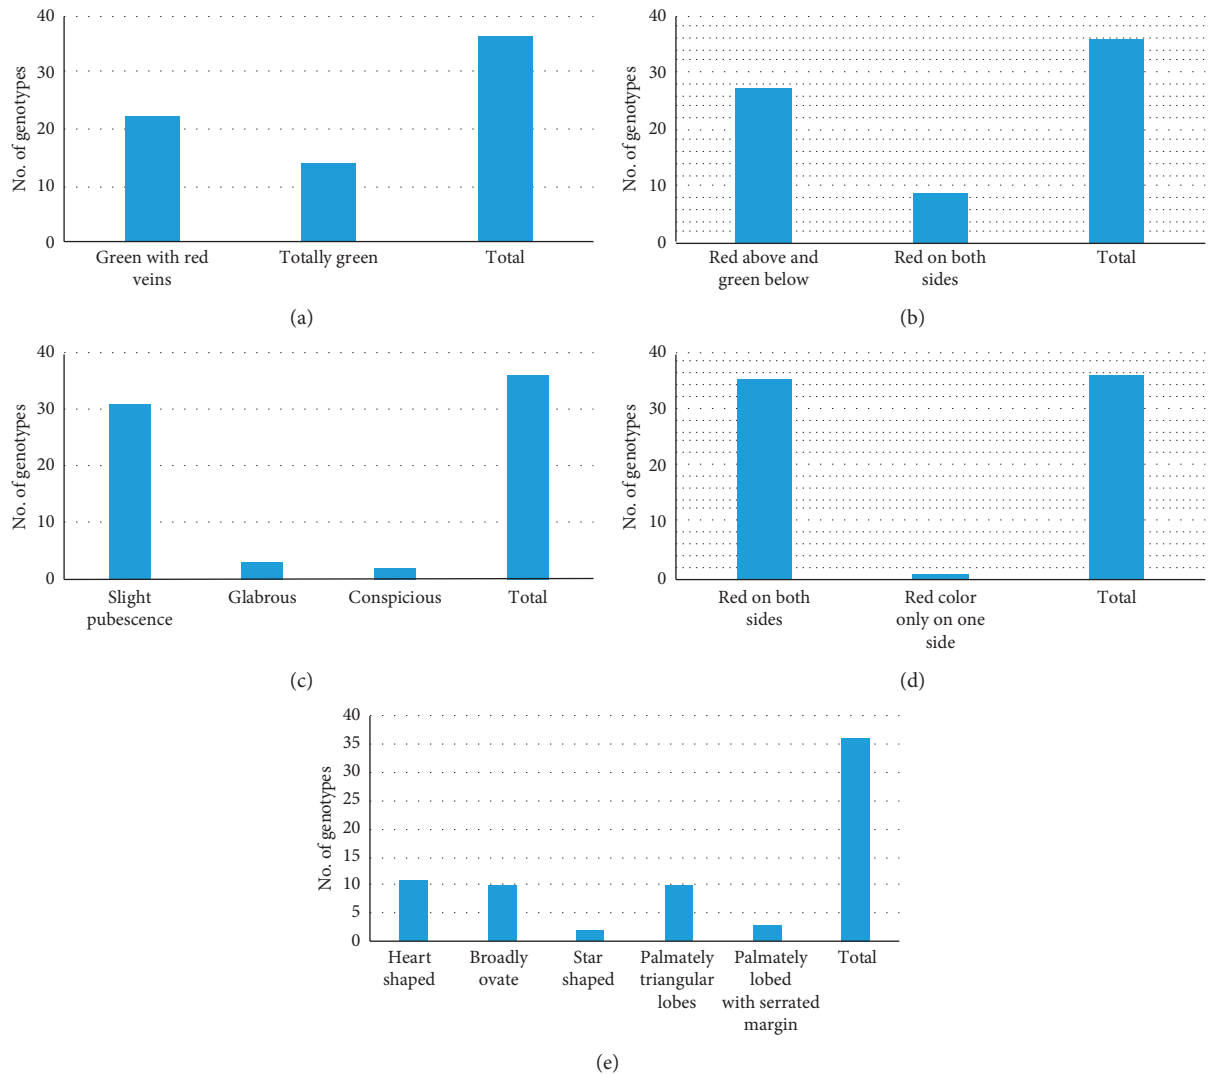 40
30
20
10
0
No. of genotypes
Green with red
veins
Totally green
Total
(a)
40
30
20
10
0
No. of genotypes
Red above and
green below
Red on both
sides
Total
(b)
40
30
20
10
0
No. of genotypes
Slight
pubescence
Glabrous
Conspicious
Total
(c)
40
30
20
10
0
No. of genotypes
Red on both
sides
Red color
only on one
side
Total
(d)
40
35
30
25
20
15
10
5
0
No. of genotypes
Heart
shaped
Broadly
ovate
Star
shaped
Palmately
triangular
lobes
Palmately
lobed
with serrated
margin
Total
(e)